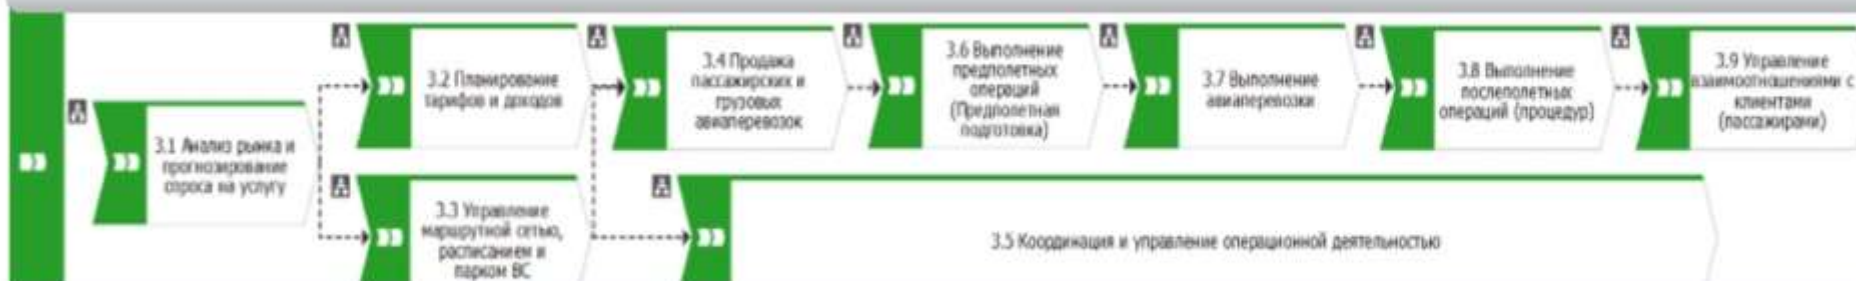 3.1 Анализ рынка и
прогнозирование
спроса на услугу
3.2 Планирование
тарифов и доходов
3.3 Управление
маршрутной сетью,
расписанием и
парком ВС
3.4 Продажа
пассажирских и
грузовых
авиаперевозок
3.5 Координация и управление операционной деятельностью
3.6 Выполнение
предполетных
операций
(Предполетная
подготовка)
3.7 Выполнение
авиаперевозки
3.8 Выполнение
послеполетных
операций (процедур)
3.9 Управление
взаимоотношениями с
клиентами
(пассажирами)